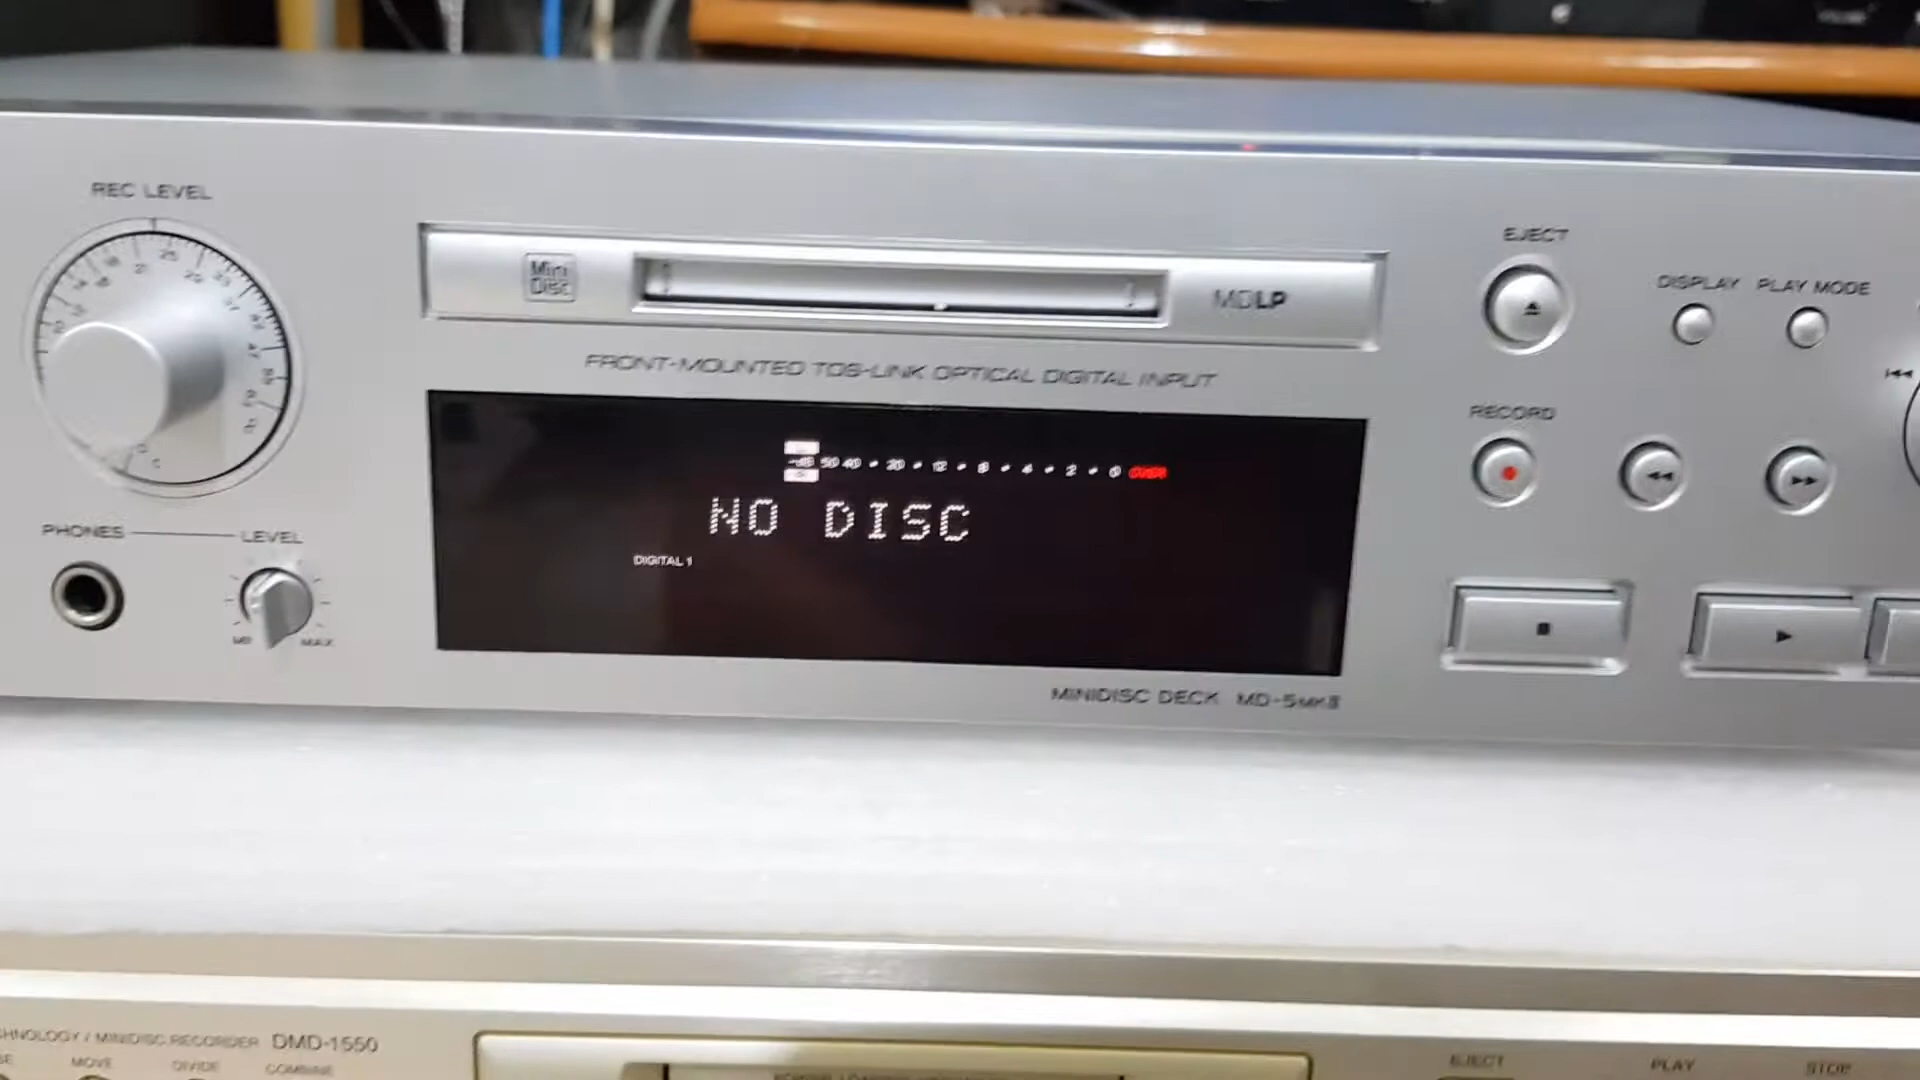 REC LEVEL
Mini
Disc
MDLP
EJECT
DISPLAY PLAY MODE
FRONT-MOUNTED TOS-LINK OPTICAL DIGITAL INPUT
RECORD
-dB 50 40 · 20 · 12 · 8 · 4 · 2 · 0 OVER
NO DISC
DIGITAL 1
PHONES LEVEL
MAX
MINIDISC DECK MD-5MKII
CHNOLOGY / MINIDISC RECORDER DMD-1550
MOVE DIVIDE COMBINE
EJECT PLAY STOP